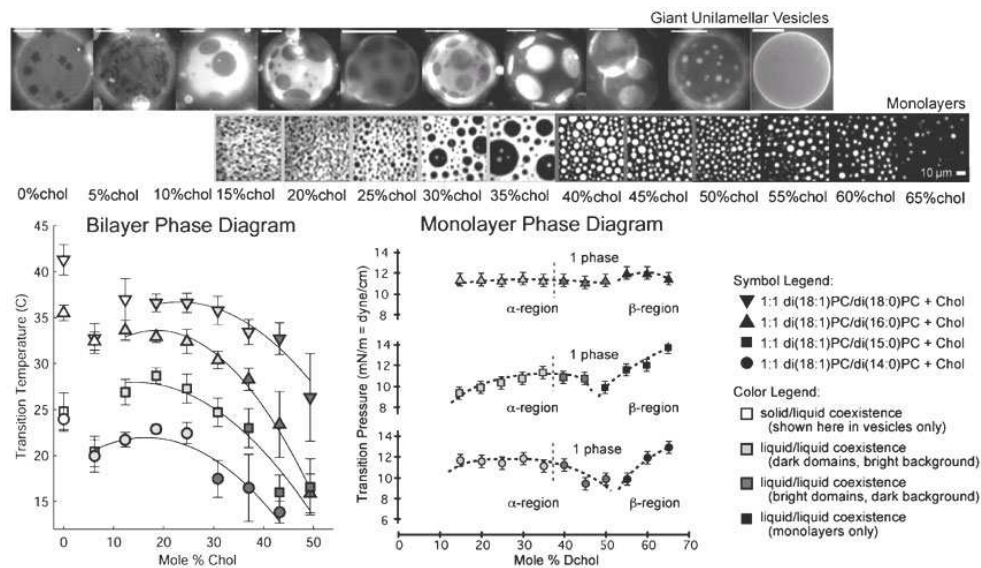 Giant Unilamellar Vesicles
Monolayers
10 µm
0%chol 5%chol 10%chol 15%chol 20%chol 25%chol 30%chol 35%chol 40%chol 45%chol 50%chol 55%chol 60%chol 65%chol
Bilayer Phase Diagram
Transition Temperature (C)
45
40
35
30
25
20
15
0 10 20 30 40 50
Mole % Chol
Monolayer Phase Diagram
Transition Pressure (mN/m = dyne/cm)
14
12
10
8
6
1 phase
α-region
β-region
14
12
10
8
6
1 phase
α-region
β-region
14
12
10
8
6
1 phase
α-region
β-region
0 10 20 30 40 50 60 70
Mole % Dchol
Symbol Legend:
1:1 di(18:1)PC/di(18:0)PC + Chol
1:1 di(18:1)PC/di(16:0)PC + Chol
1:1 di(18:1)PC/di(15:0)PC + Chol
1:1 di(18:1)PC/di(14:0)PC + Chol
Color Legend:
solid/liquid coexistence
(shown here in vesicles only)
liquid/liquid coexistence
(dark domains, bright background)
liquid/liquid coexistence
(bright domains, dark background)
liquid/liquid coexistence
(monolayers only)